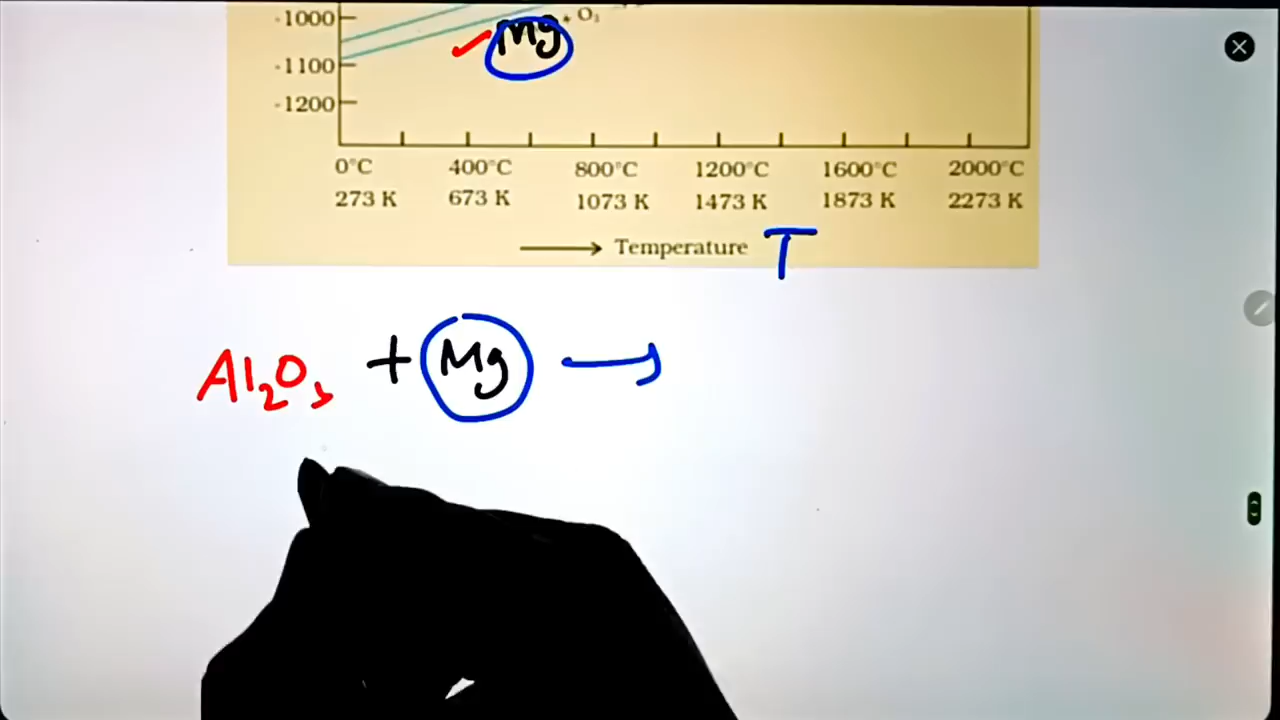 -1000
Mg + O₂
-1100
-1200
0°C 400°C 800°C 1200°C 1600°C 2000°C
273 K 673 K 1073 K 1473 K 1873 K 2273 K
Temperature T
Al₂O₃ + Mg